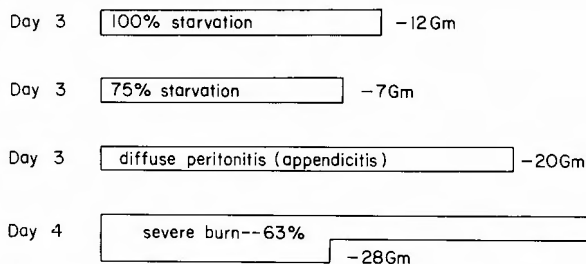 Day 3 100% starvation -12Gm
Day 3 75% starvation -7Gm
Day 3 diffuse peritonitis (appendicitis) -20Gm
Day 4 severe burn--63%
-28Gm